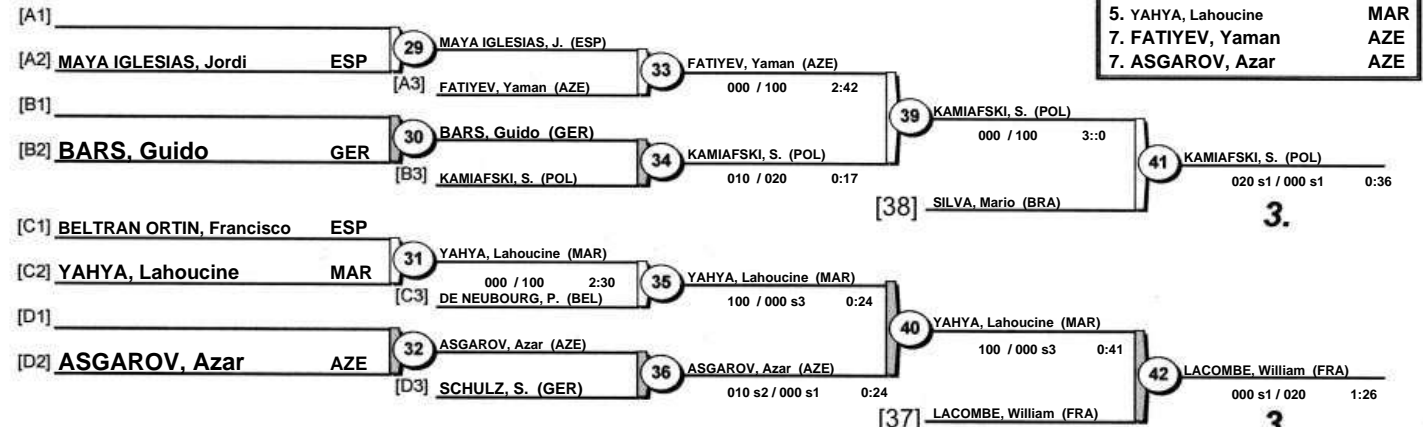 5. YAHYA, Lahoucine MAR
7. FATIYEV, Yaman AZE
7. ASGAROV, Azar AZE
[A1]
[A2] MAYA IGLESIAS, Jordi ESP
29
MAYA IGLESIAS, J. (ESP)
[A3] FATIYEV, Yaman (AZE)
33
FATIYEV, Yaman (AZE)
000 / 100 2:42
[B1]
[B2] BARS, Guido GER
30
BARS, Guido (GER)
[B3] KAMIAFSKI, S. (POL)
34
KAMIAFSKI, S. (POL)
010 / 020 0:17
39
KAMIAFSKI, S. (POL)
000 / 100 3::0
[38] SILVA, Mario (BRA)
41
KAMIAFSKI, S. (POL)
020 s1 / 000 s1 0:36
3.
[C1] BELTRAN ORTIN, Francisco ESP
[C2] YAHYA, Lahoucine MAR
31
YAHYA, Lahoucine (MAR)
000 / 100 2:30
[C3] DE NEUBOURG, P. (BEL)
35
YAHYA, Lahoucine (MAR)
100 / 000 s3 0:24
[D1]
[D2] ASGAROV, Azar AZE
32
ASGAROV, Azar (AZE)
[D3] SCHULZ, S. (GER)
36
ASGAROV, Azar (AZE)
010 s2 / 000 s1 0:24
40
YAHYA, Lahoucine (MAR)
100 / 000 s3 0:41
[37] LACOMBE, William (FRA)
42
LACOMBE, William (FRA)
000 s1 / 020 1:26
3.